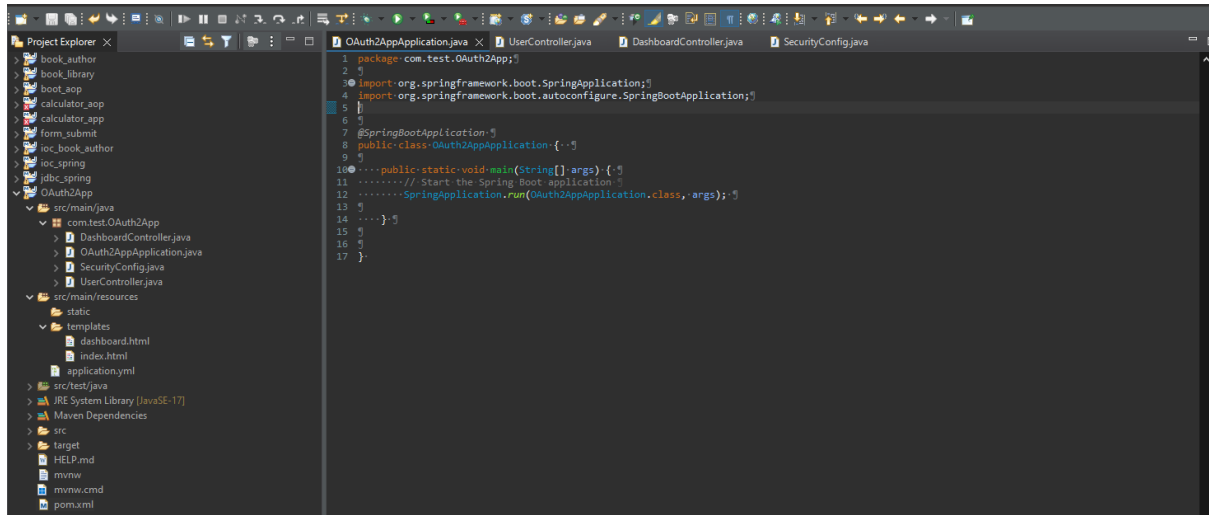 Project Explorer
OAuth2AppApplication.java
UserController.java
DashboardController.java
SecurityConfig.java
book_author
book_library
boot_aop
calculator_aop
calculator_app
form_submit
ioc_book_author
ioc_spring
jdbc_spring
OAuth2App
src/main/java
com.test.OAuth2App
DashboardController.java
OAuth2AppApplication.java
SecurityConfig.java
UserController.java
src/main/resources
static
templates
dashboard.html
index.html
application.yml
src/test/java
JRE System Library [JavaSE-17]
Maven Dependencies
src
target
HELP.md
mvnw
mvnw.cmd
pom.xml
1 package·com.test.OAuth2App;¶
2 ¶
3 import·org.springframework.boot.SpringApplication;¶
4 import·org.springframework.boot.autoconfigure.SpringBootApplication;¶
5 ¶
6 ¶
7 @SpringBootApplication·¶
8 public·class·OAuth2AppApplication·{··¶
9 ¶
10 ····public·static·void·main(String[]·args)·{·¶
11 ········//·Start·the·Spring·Boot·application·¶
12 ········SpringApplication.run(OAuth2AppApplication.class,·args);·¶
13 ¶
14 ····}·¶
15 ¶
16 ¶
17 }·